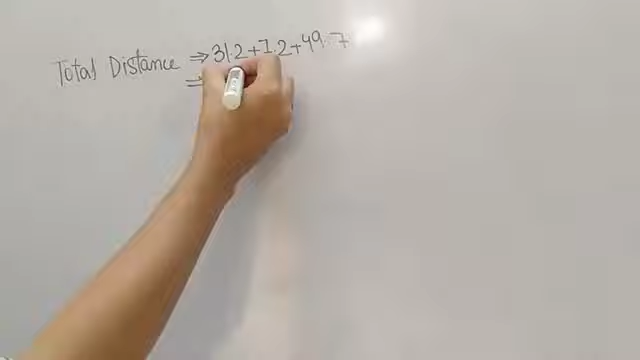 Total Distance ⇒ 31.2+7.2+49.7
=